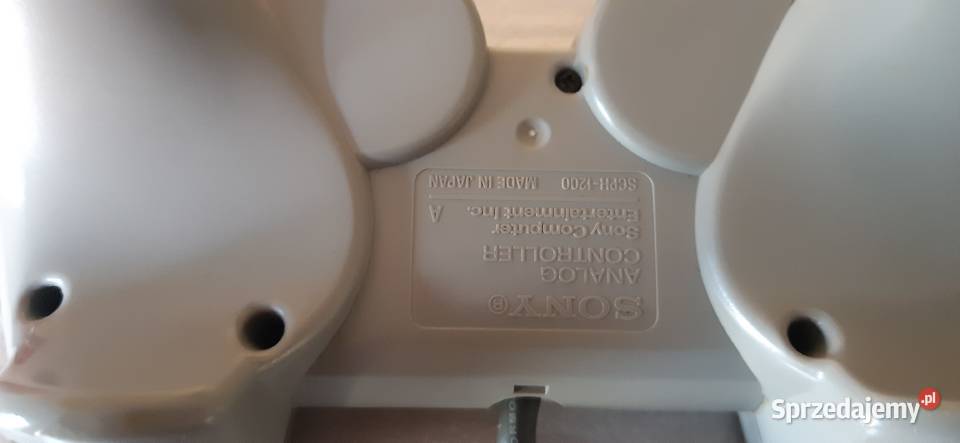 SONY®
ANALOG
CONTROLLER
Sony Computer
Entertainment Inc. A
SCPH-1200 MADE IN JAPAN
Sprzedajemy.pl